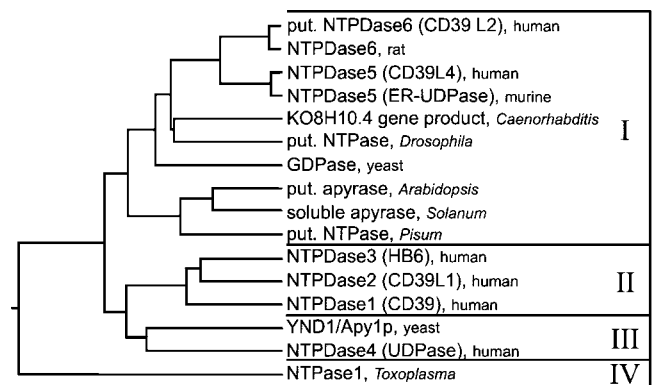 put. NTPDase6 (CD39 L2), human
NTPDase6, rat
NTPDase5 (CD39L4), human
NTPDase5 (ER-UDPase), murine
KO8H10.4 gene product, Caenorhabditis
put. NTPase, Drosophila
GDPase, yeast
I
put. apyrase, Arabidopsis
soluble apyrase, Solanum
put. NTPase, Pisum
NTPDase3 (HB6), human
NTPDase2 (CD39L1), human
II
NTPDase1 (CD39), human
YND1/Apy1p, yeast
III
NTPDase4 (UDPase), human
NTPase1, Toxoplasma
IV